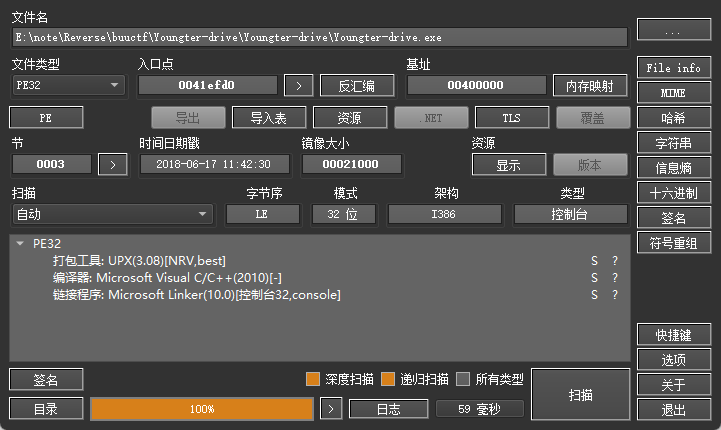 文件名
E:\note\Reverse\buuctf\Youngter-drive\Youngter-drive\Youngter-drive.exe
...
文件类型 入口点 基址
PE32 0041efd0 > 反汇编 00400000 内存映射
File info
MIME
PE 导出 导入表 资源 .NET TLS 覆盖
哈希
节 时间日期戳 镜像大小 资源
字符串
0003 > 2018-06-17 11:42:30 00021000 显示 版本
信息熵
扫描 字节序 模式 架构 类型
十六进制
自动 LE 32 位 I386 控制台
签名
符号重组
PE32
打包工具: UPX(3.08)[NRV,best] S ?
编译器: Microsoft Visual C/C++(2010)[-] S ?
链接程序: Microsoft Linker(10.0)[控制台32,console] S ?
快捷键
选项
签名 深度扫描 递归扫描 所有类型 扫描
关于
目录 100% > 日志 59 毫秒
退出